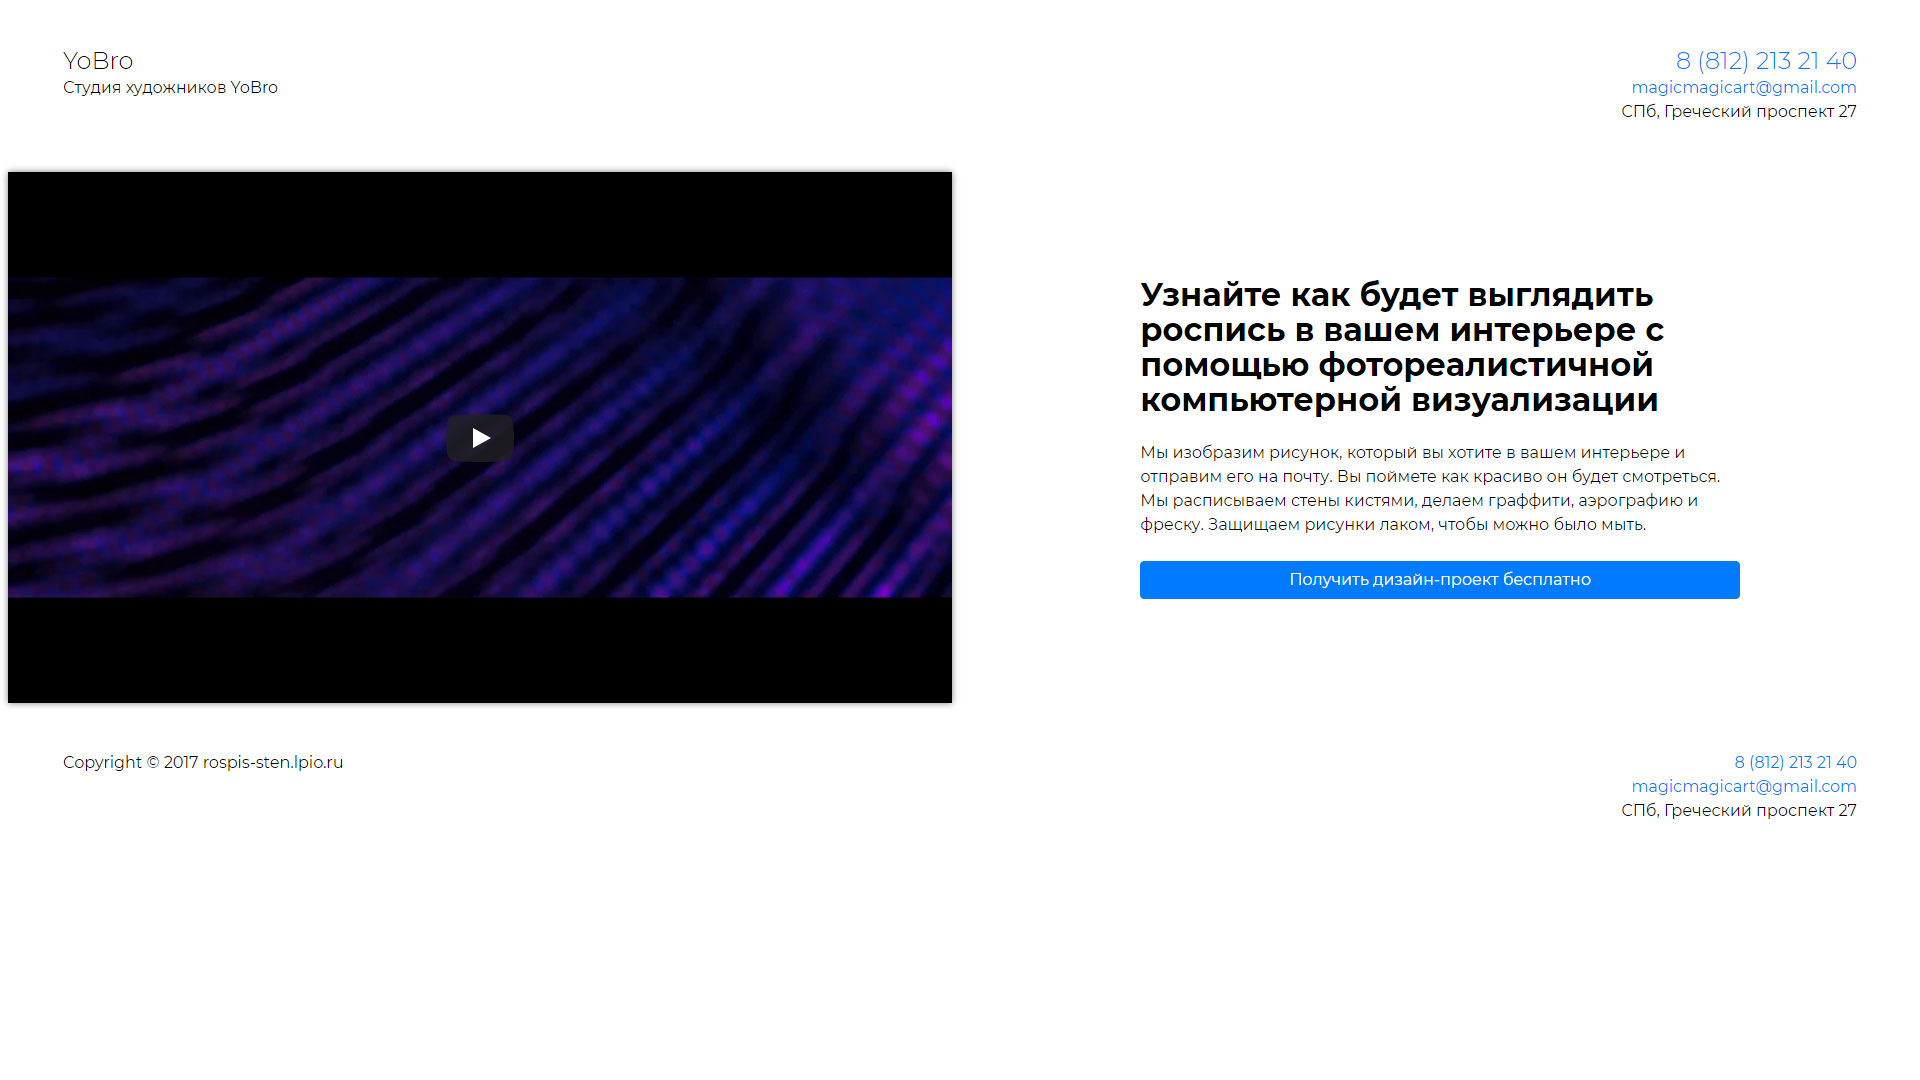 YoBro
Студия художников YoBro
8 (812) 213 21 40
magicmagicart@gmail.com
СПб, Греческий проспект 27
Узнайте как будет выглядить
роспись в вашем интерьере с
помощью фотореалистичной
компьютерной визуализации
Мы изобразим рисунок, который вы хотите в вашем интерьере и
отправим его на почту. Вы поймете как красиво он будет смотреться.
Мы расписываем стены кистями, делаем граффити, аэрографию и
фреску. Защищаем рисунки лаком, чтобы можно было мыть.
Получить дизайн-проект бесплатно
Copyright © 2017 rospis-sten.lpio.ru
8 (812) 213 21 40
magicmagicart@gmail.com
СПб, Греческий проспект 27